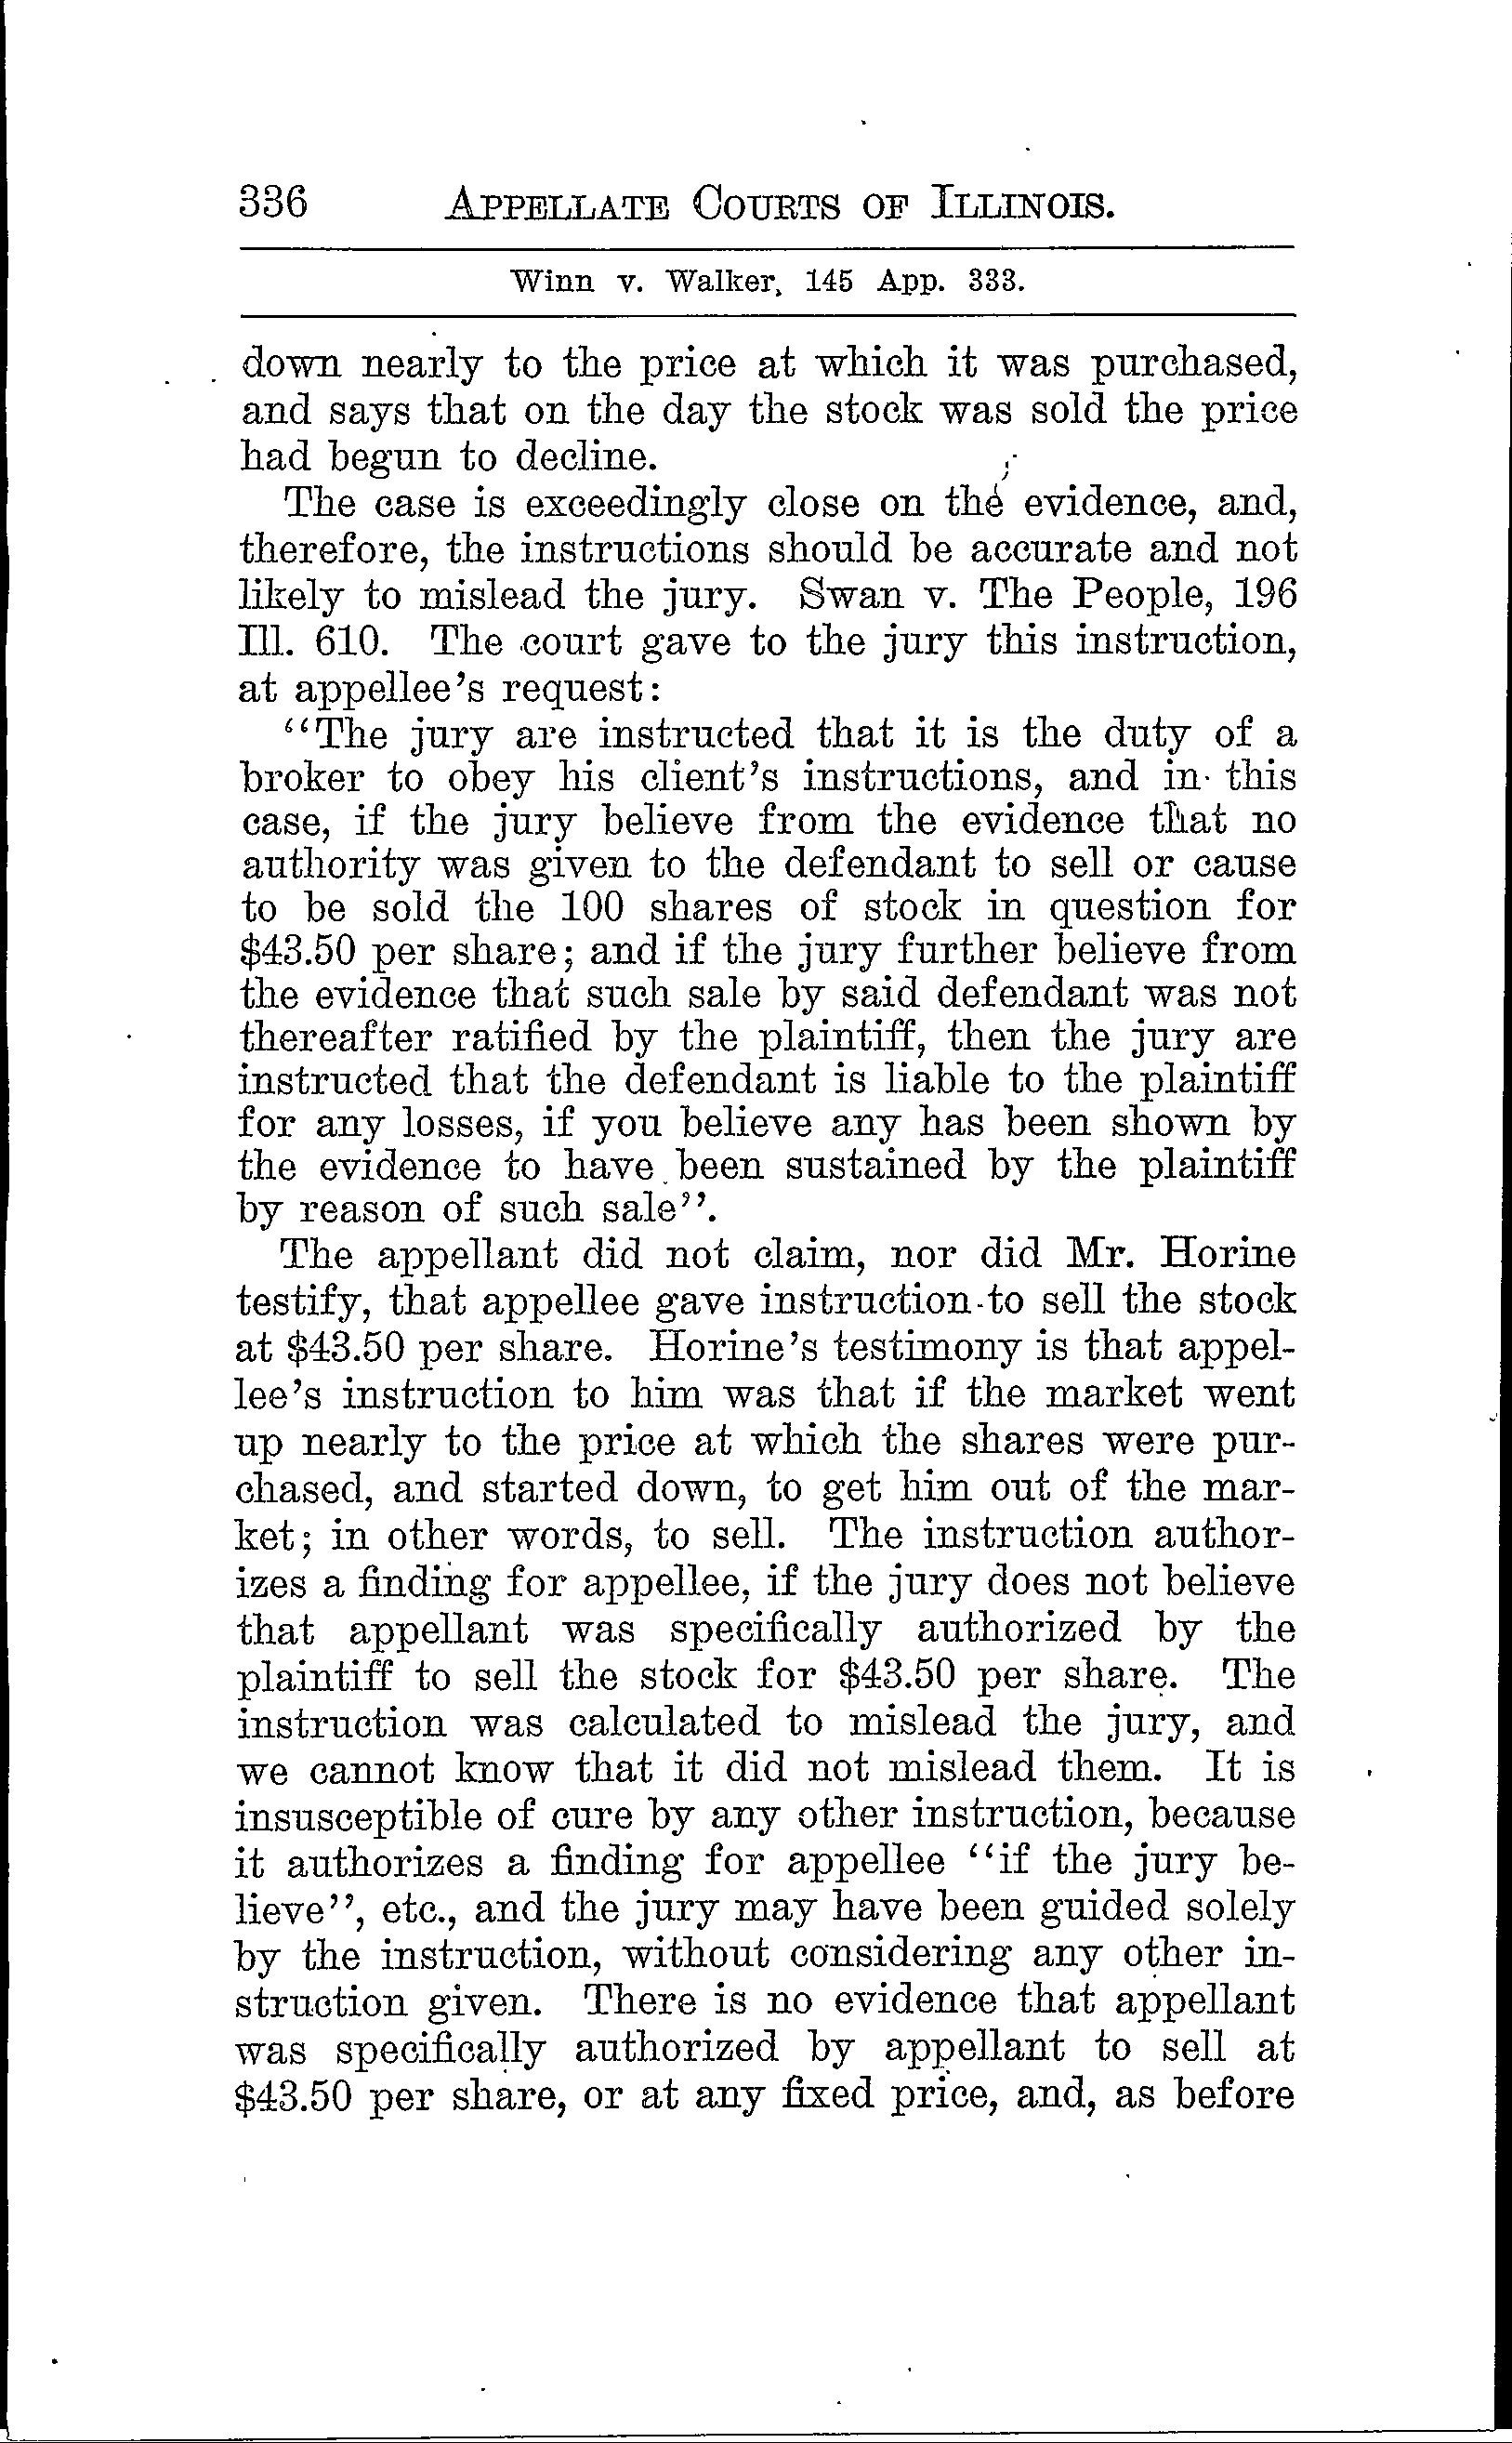 336 APPELLATE COURTS OF ILLINOIS.
Winn v. Walker, 145 App. 333.
down nearly to the price at which it was purchased,
and says that on the day the stock was sold the price
had begun to decline.
The case is exceedingly close on the evidence, and,
therefore, the instructions should be accurate and not
likely to mislead the jury. Swan v. The People, 196
Ill. 610. The court gave to the jury this instruction,
at appellee's request:
"The jury are instructed that it is the duty of a
broker to obey his client's instructions, and in this
case, if the jury believe from the evidence that no
authority was given to the defendant to sell or cause
to be sold the 100 shares of stock in question for
$43.50 per share; and if the jury further believe from
the evidence that such sale by said defendant was not
thereafter ratified by the plaintiff, then the jury are
instructed that the defendant is liable to the plaintiff
for any losses, if you believe any has been shown by
the evidence to have been sustained by the plaintiff
by reason of such sale".
The appellant did not claim, nor did Mr. Horine
testify, that appellee gave instruction to sell the stock
at $43.50 per share. Horine's testimony is that appel-
lee's instruction to him was that if the market went
up nearly to the price at which the shares were pur-
chased, and started down, to get him out of the mar-
ket; in other words, to sell. The instruction author-
izes a finding for appellee, if the jury does not believe
that appellant was specifically authorized by the
plaintiff to sell the stock for $43.50 per share. The
instruction was calculated to mislead the jury, and
we cannot know that it did not mislead them. It is
insusceptible of cure by any other instruction, because
it authorizes a finding for appellee "if the jury be-
lieve", etc., and the jury may have been guided solely
by the instruction, without considering any other in-
struction given. There is no evidence that appellant
was specifically authorized by appellant to sell at
$43.50 per share, or at any fixed price, and, as before